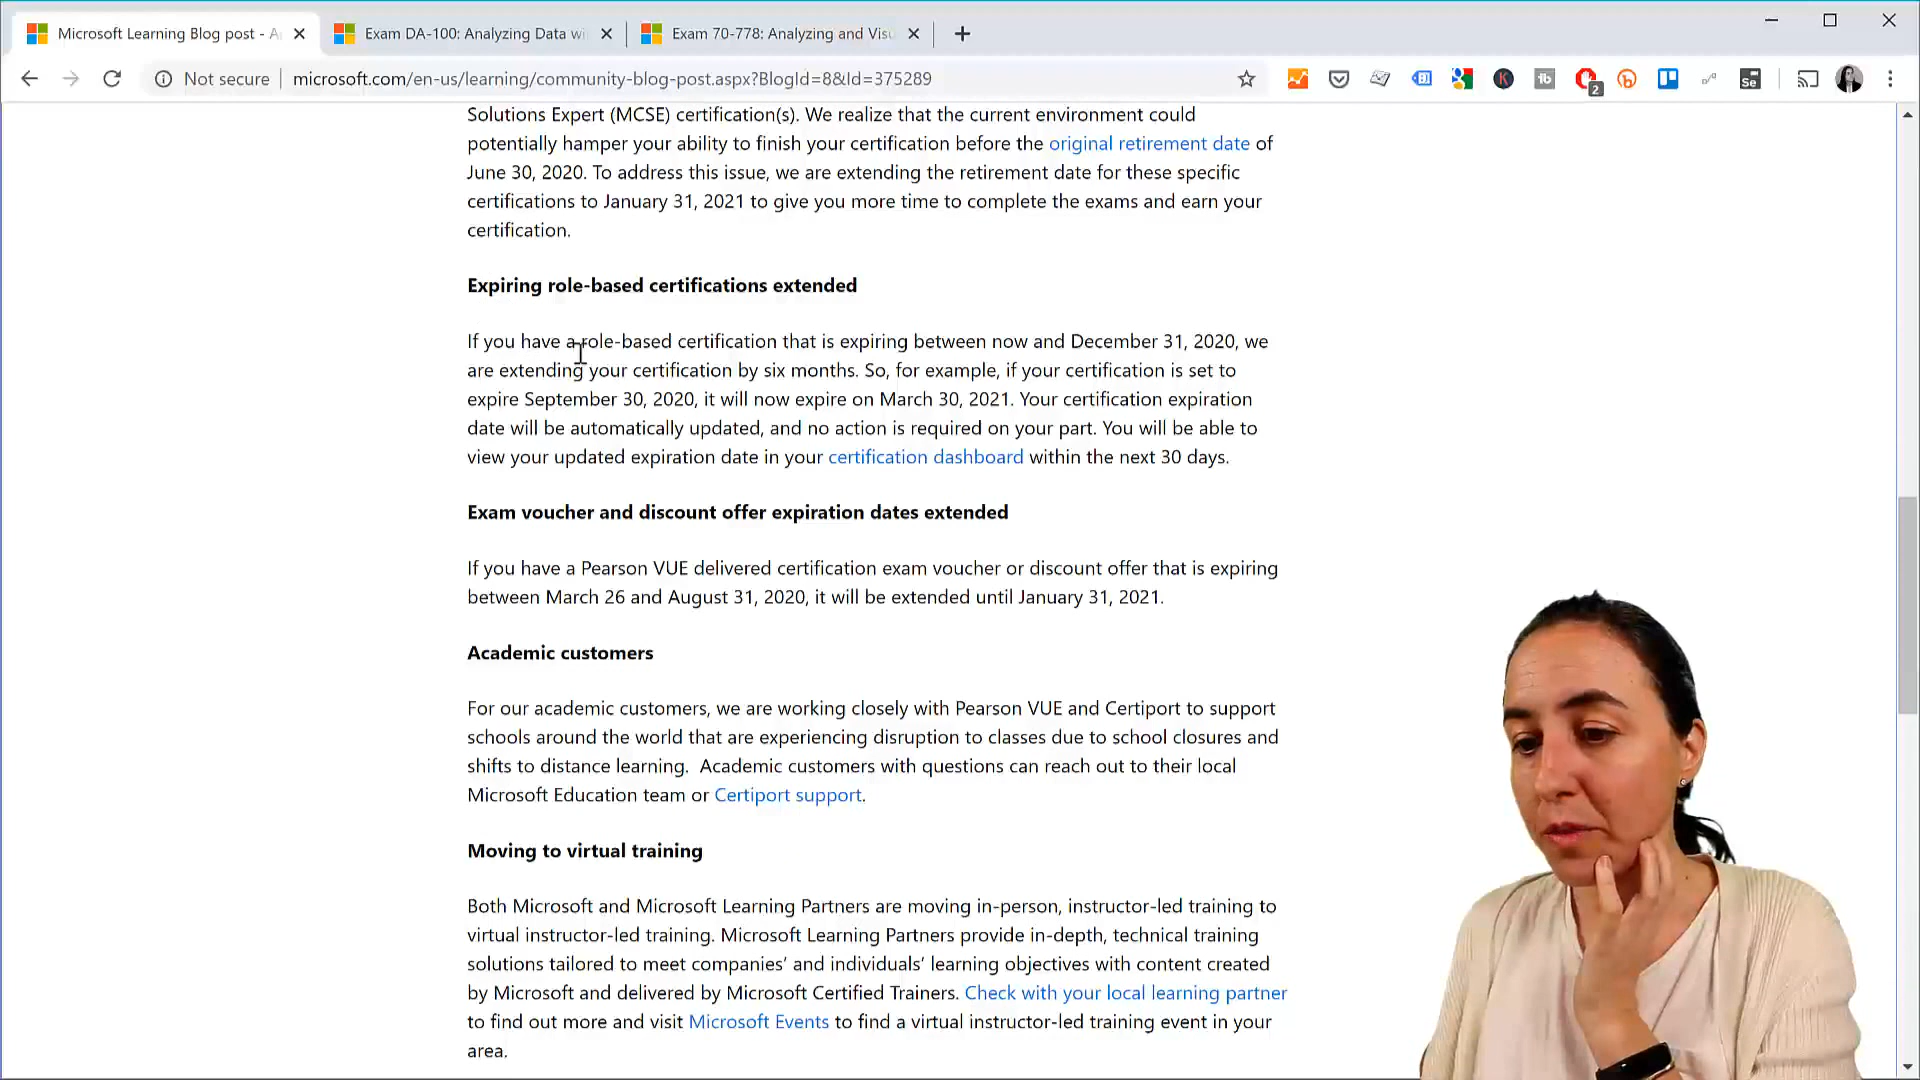 Microsoft Learning Blog post - A
Exam DA-100: Analyzing Data wi
Exam 70-778: Analyzing and Visu
Not secure
microsoft.com/en-us/learning/community-blog-post.aspx?BlogId=8&Id=375289
2
Se
Solutions Expert (MCSE) certification(s). We realize that the current environment could
potentially hamper your ability to finish your certification before the original retirement date of
June 30, 2020. To address this issue, we are extending the retirement date for these specific
certifications to January 31, 2021 to give you more time to complete the exams and earn your
certification.
Expiring role-based certifications extended
If you have a role-based certification that is expiring between now and December 31, 2020, we
are extending your certification by six months. So, for example, if your certification is set to
expire September 30, 2020, it will now expire on March 30, 2021. Your certification expiration
date will be automatically updated, and no action is required on your part. You will be able to
view your updated expiration date in your certification dashboard within the next 30 days.
Exam voucher and discount offer expiration dates extended
If you have a Pearson VUE delivered certification exam voucher or discount offer that is expiring
between March 26 and August 31, 2020, it will be extended until January 31, 2021.
Academic customers
For our academic customers, we are working closely with Pearson VUE and Certiport to support
schools around the world that are experiencing disruption to classes due to school closures and
shifts to distance learning.  Academic customers with questions can reach out to their local
Microsoft Education team or Certiport support.
Moving to virtual training
Both Microsoft and Microsoft Learning Partners are moving in-person, instructor-led training to
virtual instructor-led training. Microsoft Learning Partners provide in-depth, technical training
solutions tailored to meet companies’ and individuals’ learning objectives with content created
by Microsoft and delivered by Microsoft Certified Trainers. Check with your local learning partner
to find out more and visit Microsoft Events to find a virtual instructor-led training event in your
area.